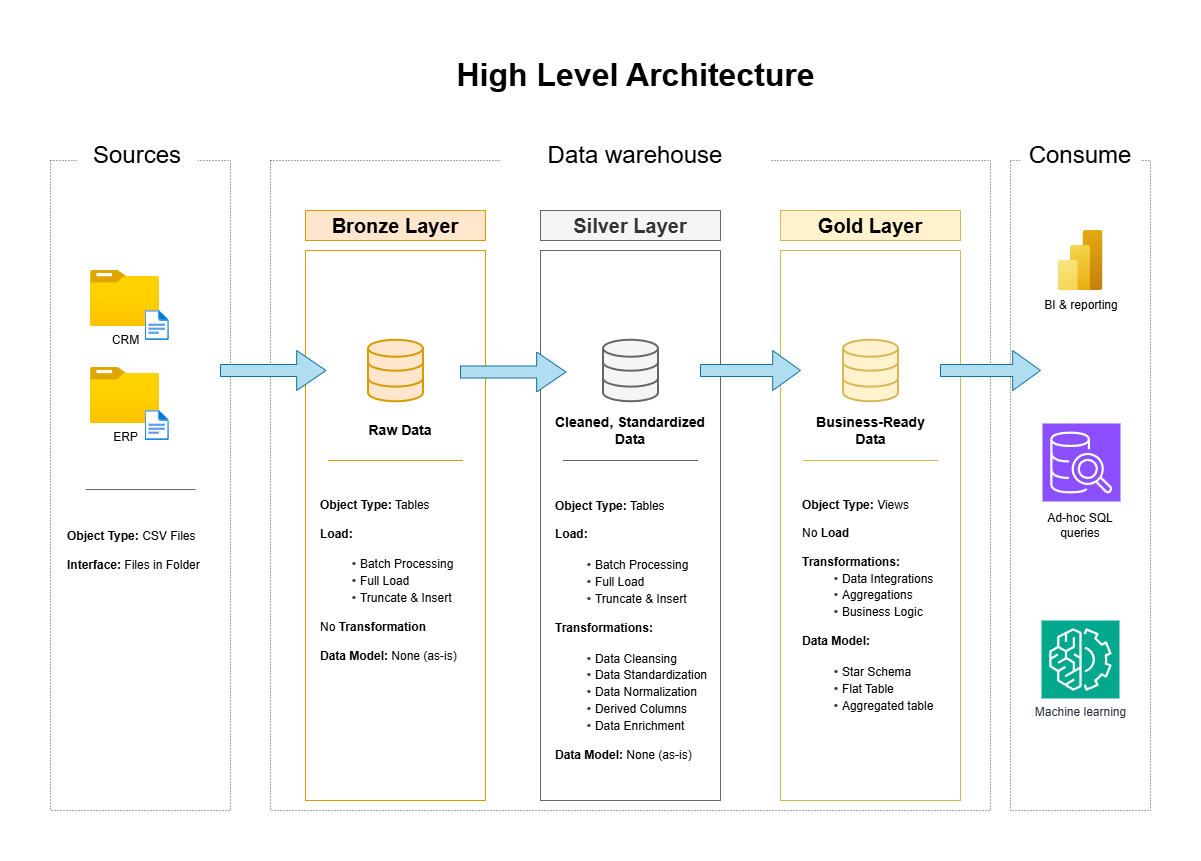 High Level Architecture
Sources
Data warehouse
Consume
Bronze Layer
Silver Layer
Gold Layer
CRM
ERP
Object Type: CSV Files
Interface: Files in Folder
Raw Data
Object Type: Tables
Load:
• Batch Processing
• Full Load
• Truncate & Insert
No Transformation
Data Model: None (as-is)
Cleaned, Standardized
Data
Object Type: Tables
Load:
• Batch Processing
• Full Load
• Truncate & Insert
Transformations:
• Data Cleansing
• Data Standardization
• Data Normalization
• Derived Columns
• Data Enrichment
Data Model: None (as-is)
Business-Ready
Data
Object Type: Views
No Load
Transformations:
• Data Integrations
• Aggregations
• Business Logic
Data Model:
• Star Schema
• Flat Table
• Aggregated table
BI & reporting
Ad-hoc SQL
queries
Machine learning